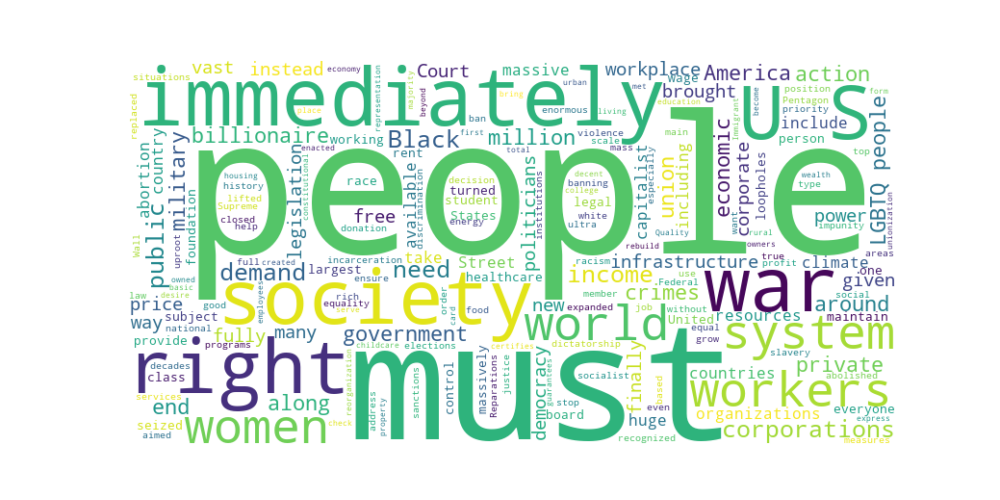 situations vast instead economy representation majority Court massive workplace wage America action
replaced immediately U S
urban living met ban bring education position Pentagon form
beyond place enormous brought priority immigrant become top
billionaire working Black million violence scale mass main include person
abortion country public military uproot foundation people LGBTQ people
housing history lifted Supreme closed help legislation constitutional race rent available discrimination
decision turned student States energy free donation legal institutions banning white ultra
decent college total first capitalist especially union including economic corporate loopholes want
wealth type power impunity unionization areas
Wall full created incarceration ensure largest take Street politicians healthcare racism rebuild infrastructure owners true rural profit climate one
demand need income war given
law owned basic desire price good employees society rich equality serve order card food member crimes use Federal job expanded without social around maintain
way subject national many new world United resources system
provide decades programs fully government elections dictatorship equal grow slavery
class right must finally countries private abolished
services childcare reorganization address property sanctions control massively Reparations justice certifies democracy guarantees socialist stop based workers
end seized along women board even huge organizations everyone express
aimed check recognized corporations measures
Quality enacted